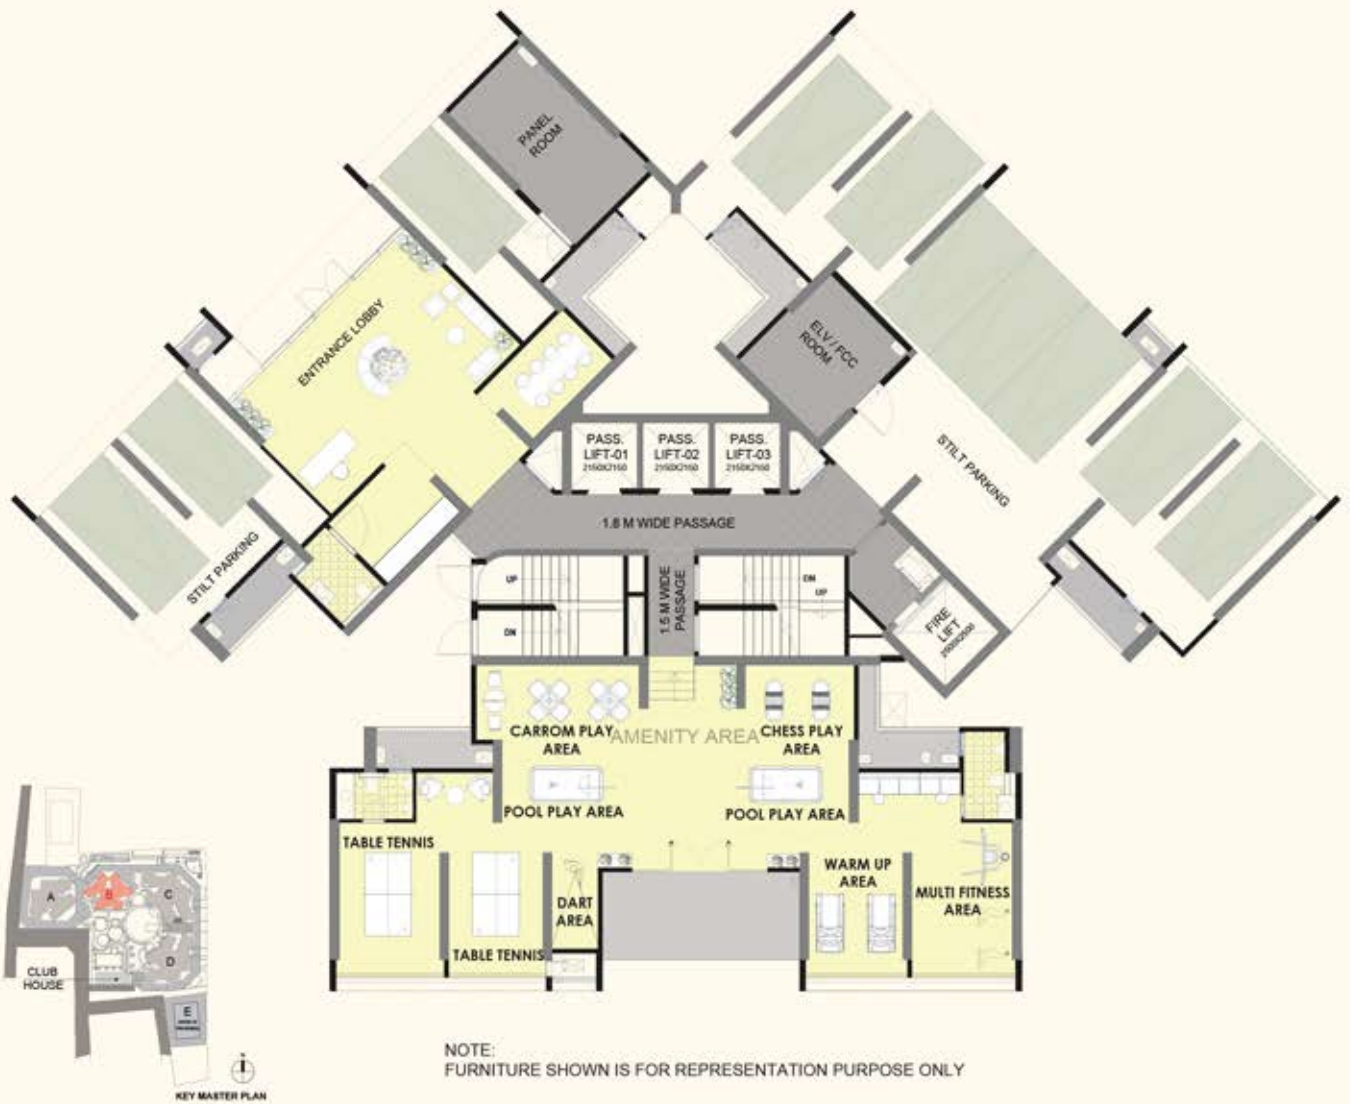 PANEL
ROOM
ENTRANCE LOBBY
ELV / FCC
ROOM
PASS.
LIFT-01
2150X2150
PASS.
LIFT-02
2150X2150
PASS.
LIFT-03
2150X2150
STILT PARKING
STILT PARKING
1.8 M WIDE PASSAGE
1.5 M WIDE
PASSAGE
UP
DN
DN
UP
FIRE
LIFT
2500X2500
CARROM PLAY
AREA
AMENITY AREA
CHESS PLAY
AREA
POOL PLAY AREA
POOL PLAY AREA
TABLE TENNIS
TABLE TENNIS
DART
AREA
WARM UP
AREA
MULTI FITNESS
AREA
A
B
C
D
E
CLUB
HOUSE
KEY MASTER PLAN
NOTE:
FURNITURE SHOWN IS FOR REPRESENTATION PURPOSE ONLY